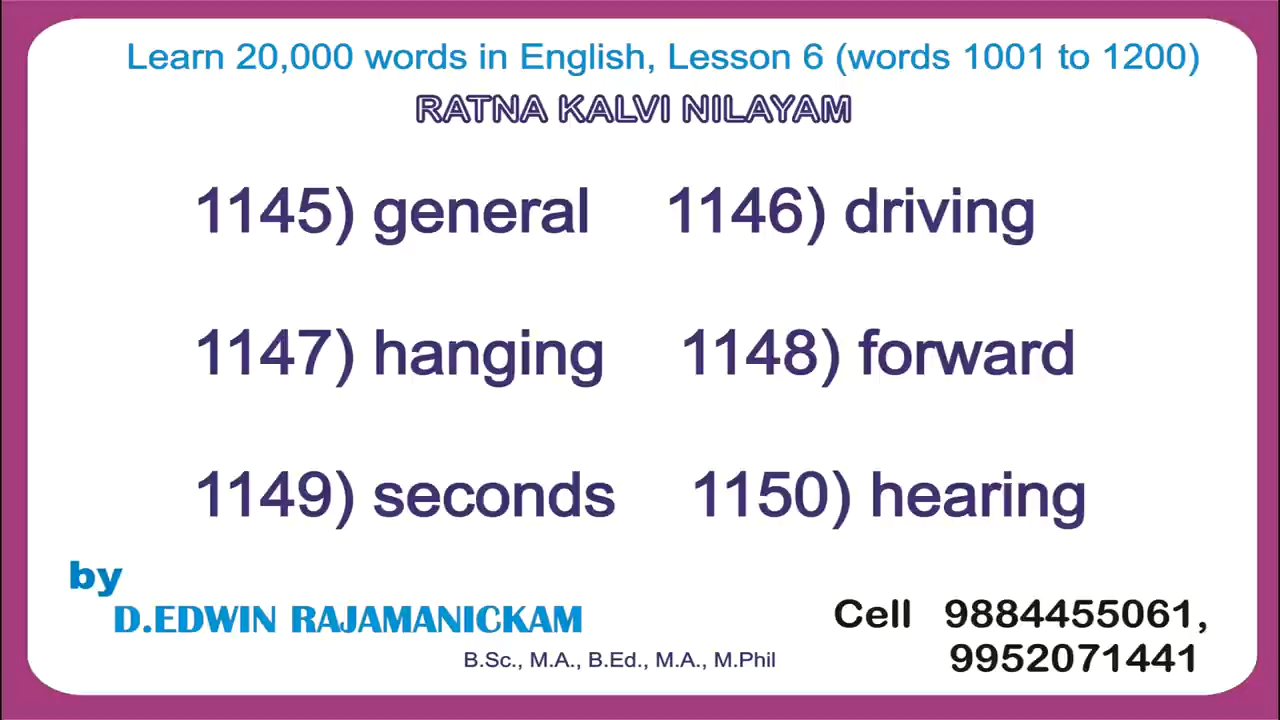 Learn 20,000 words in English, Lesson 6 (words 1001 to 1200)
RATNA KALVI NILAYAM
1145) general 1146) driving
1147) hanging 1148) forward
1149) seconds 1150) hearing
by
D.EDWIN RAJAMANICKAM
B.Sc., M.A., B.Ed., M.A., M.Phil
Cell 9884455061,
9952071441